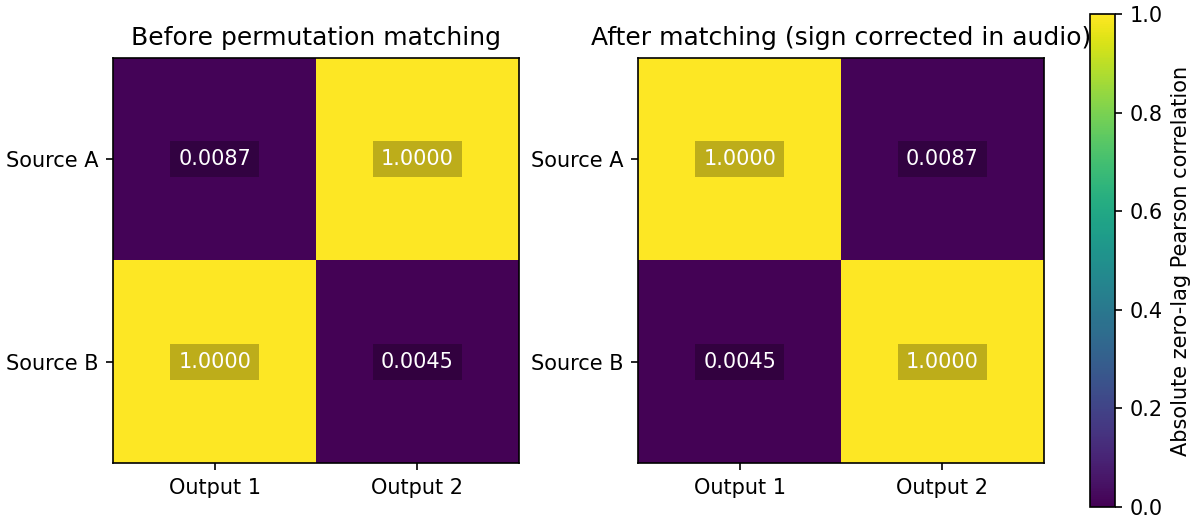 Before permutation matching
Source A
0.0087
1.0000
Source B
1.0000
0.0045
Output 1
Output 2
After matching (sign corrected in audio)
Source A
1.0000
0.0087
Source B
0.0045
1.0000
Output 1
Output 2
1.0
0.8
0.6
0.4
0.2
0.0
Absolute zero-lag Pearson correlation